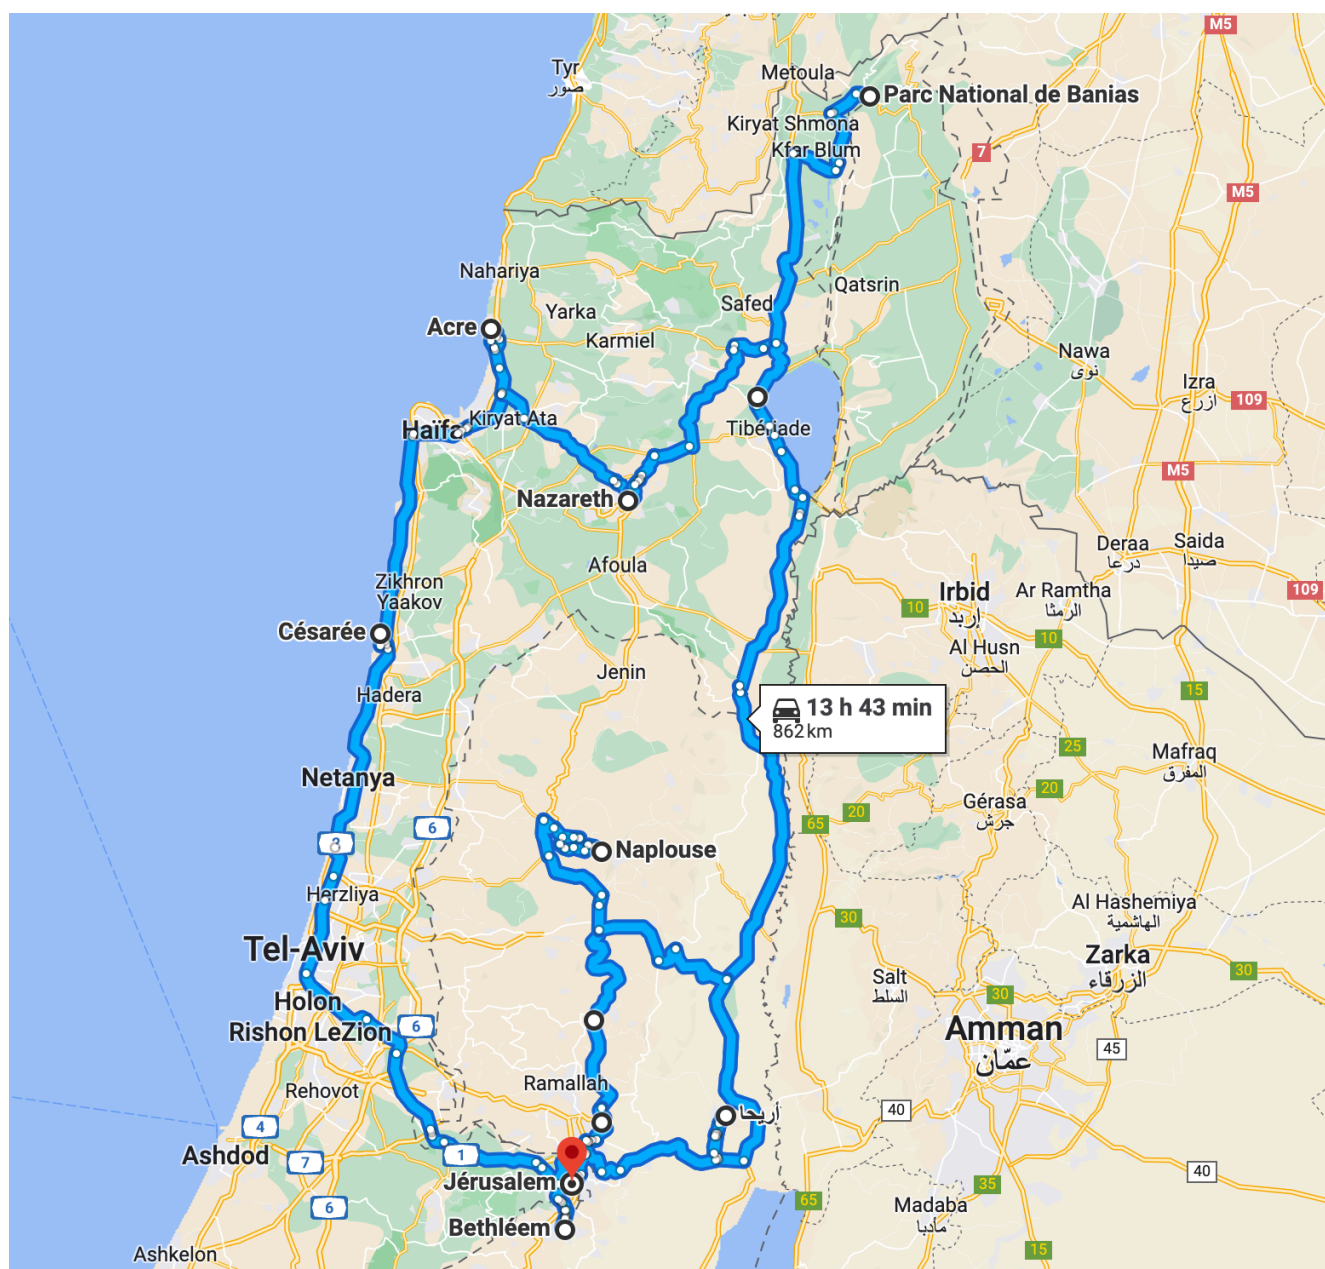 M5
Tyr
صور
Metoula
Parc National de Banias
Kiryat Shmona
Kfar Blum
7
M5
Nahariya
Qatsrin
Safed
Yarka
Acre
Karmiel
Nawa
نوى
Izra
ازرع
109
Kiryat Ata
Haïfa
Tibériade
M5
Nazareth
Deraa
درعا
Saida
صيدا
Afoula
Zikhron
Yaakov
Irbid
إربد
Ar Ramtha
الرمثا
109
10
10
Césarée
Al Husn
الحصن
Jenin
Hadera
15
13 h 43 min
862 km
25
Mafraq
المفرق
Netanya
20
Gérasa
جرش
20
65
6
3
Naplouse
Herzliya
Al Hashemiya
الهاشمية
30
Tel-Aviv
Zarka
الزرقاء
30
Salt
السلط
30
Holon
Rishon LeZion
6
Amman
عمّان
45
Rehovot
Ramallah
أريحا
40
4
Ashdod
7
1
40
Jérusalem
35
65
6
Madaba
مأدبا
Bethléem
15
Ashkelon